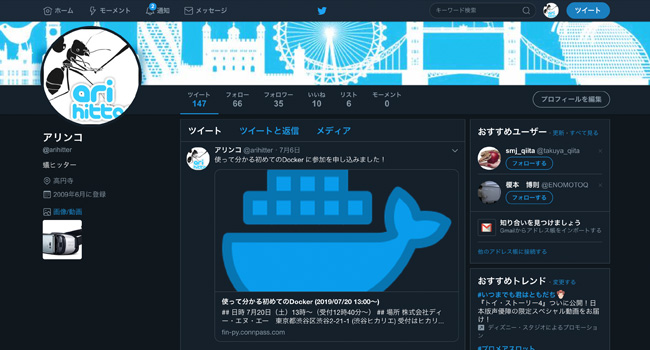 ホーム
モーメント
2
通知
メッセージ
キーワード検索
ツイート
ari
hitter
ツイート
147
フォロー
66
フォロワー
35
いいね
10
リスト
6
モーメント
0
プロフィールを編集
アリンコ
@arihitter
蟻ヒッター
高円寺
2009年6月に登録
画像/動画
ツイート ツイートと返信 メディア
アリンコ @arihitter · 7月6日
使って分かる初めてのDocker に参加を申し込みました！
使って分かる初めてのDocker (2019/07/20 13:00〜)
## 日時 7月20日（土）13時〜（受付12時40分〜） ## 場所 株式会社ディ
ー・エヌ・エー 東京都渋谷区渋谷2-21-1 (渋谷ヒカリエ) 受付はヒカリ...
fin-py.connpass.com
おすすめユーザー · 更新 · すべて見る
smj_qiita @takuya_qiita
フォローする
榎本 博則 @ENOMOTOQ
フォローする
知り合いを見つけましょう
Gmailからアドレス帳をインポートする
他のアドレス帳に接続する
おすすめトレンド · 変更する
#いつまでも君はともだち
『トイ・ストーリー4』ついに公開！日
本版声優陣の限定スペシャル動画をお届
け！
ディズニー・スタジオによるプロモーショ
ン
#プロメアスロット